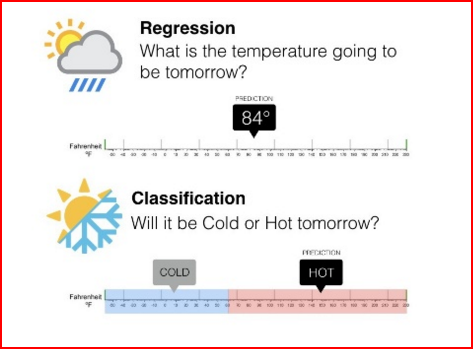 Regression
What is the temperature going to
be tomorrow?
PREDICTION
84°
Fahrenheit
°F
Classification
Will it be Cold or Hot tomorrow?
PREDICTION
COLD
HOT
Fahrenheit
°F